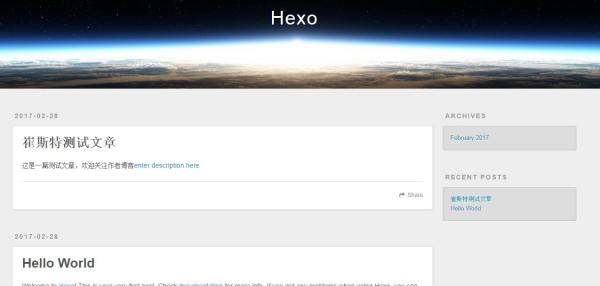 Hexo
2017-02-28
崔斯特测试文章
这是一篇测试文章，欢迎关注作者博客enter description here
Share
2017-02-28
Hello World
Welcome to Hexo! This is your very first post. Check documentation for more info. If you get any problems when using Hexo, you can
ARCHIVES
February 2017
RECENT POSTS
崔斯特测试文章
Hello World